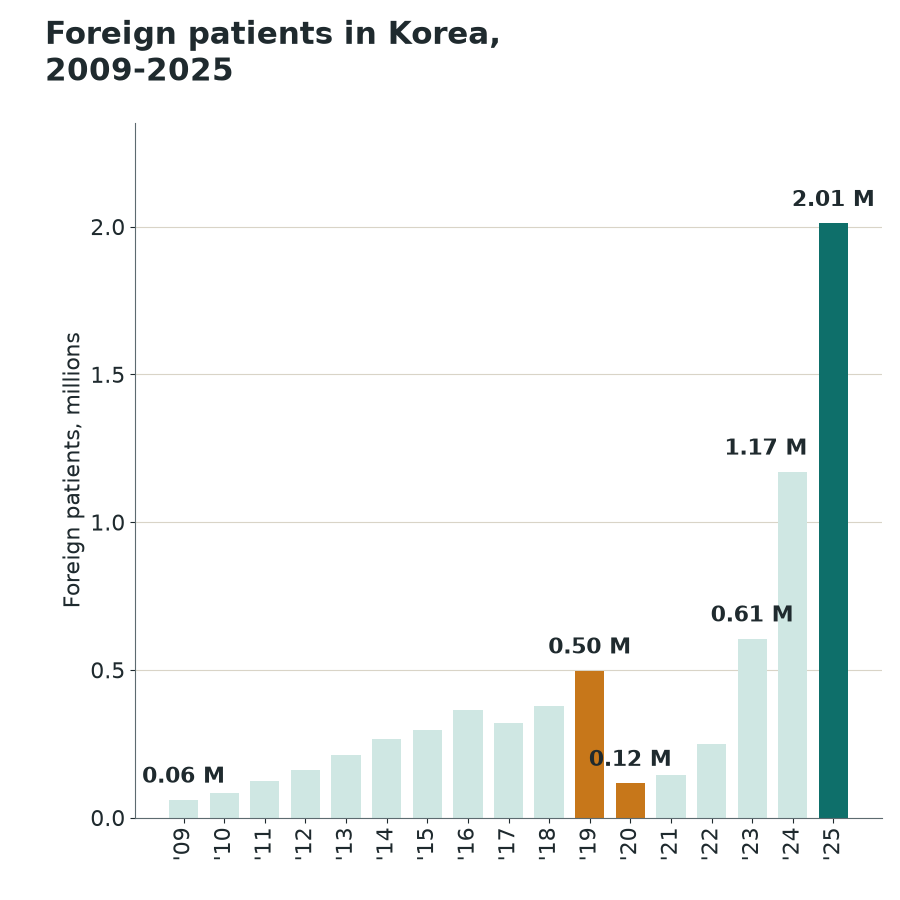 Foreign patients in Korea,
2009-2025
2.01 M
2.0
Foreign patients, millions
1.5
1.17 M
1.0
0.61 M
0.50 M
0.5
0.12 M
0.06 M
0.0
'09 '10 '11 '12 '13 '14 '15 '16 '17 '18 '19 '20 '21 '22 '23 '24 '25